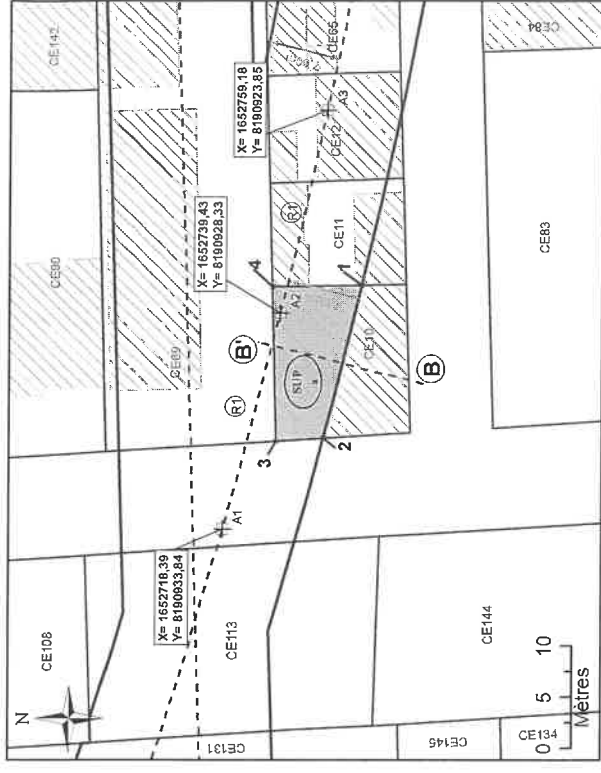 CE142
CE84
CE90
CE65
X= 1652759,18
Y= 8190923,85
A3
CE12
X= 1652739,43
Y= 8190928,33
R1
CE11
4
1
A2
CE69
B'
SUP
CE10
B
CE83
R1
3
2
A1
X= 1652718,39
Y= 8190933,84
CE108
CE113
CE144
N
CE131
CE145
CE134
0 5 10
Mètres